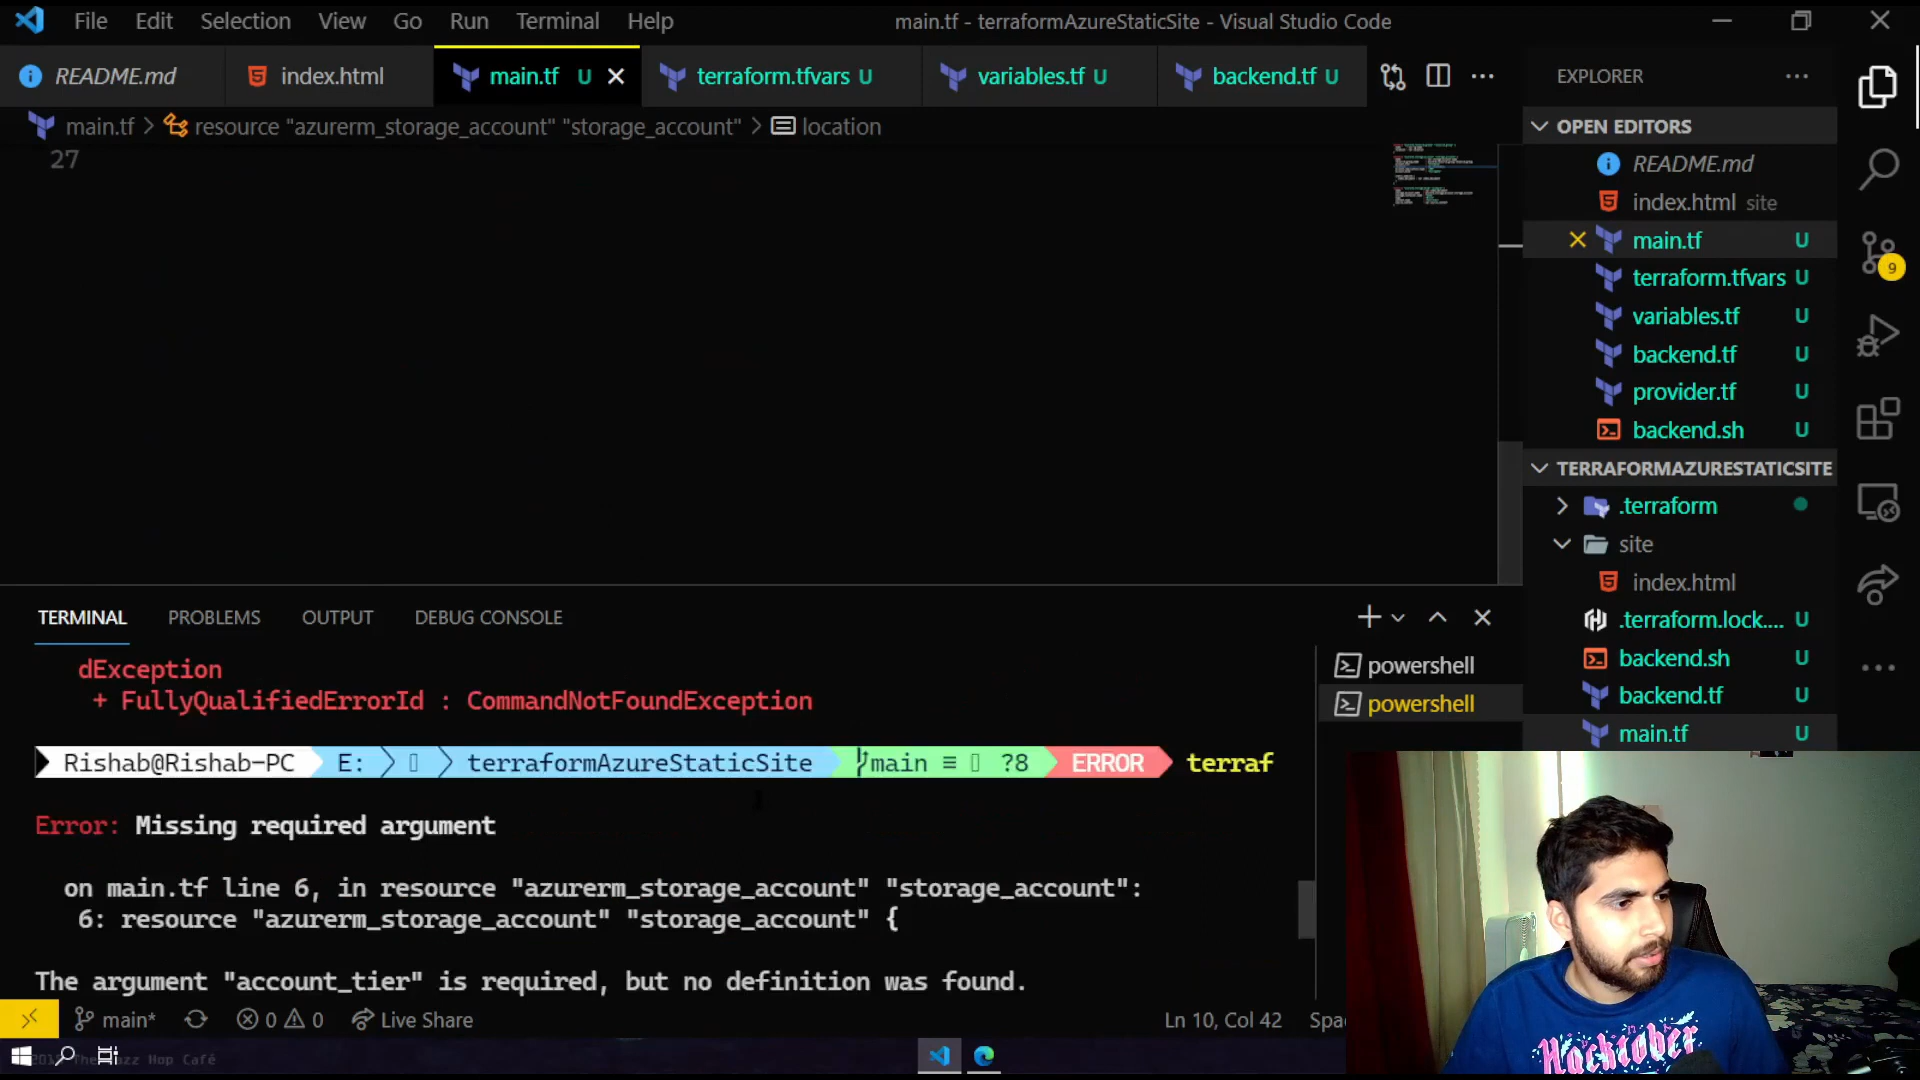 File Edit Selection View Go Run Terminal Help
main.tf - terraformAzureStaticSite - Visual Studio Code
README.md index.html main.tf U terraform.tfvars U variables.tf U backend.tf U
main.tf > resource "azurerm_storage_account" "storage_account" > location
27
EXPLORER
OPEN EDITORS
README.md
index.html site
main.tf U
terraform.tfvars U
variables.tf U
backend.tf U
provider.tf U
backend.sh U
TERRAFORMAZURESTATICSITE
.terraform
site
index.html
.terraform.lock.... U
backend.sh U
backend.tf U
main.tf U
9
TERMINAL PROBLEMS OUTPUT DEBUG CONSOLE
powershell
powershell
dException
+ FullyQualifiedErrorId : CommandNotFoundException
Rishab@Rishab-PC E: terraformAzureStaticSite main ≡ ?8 ERROR terraf
Error: Missing required argument
on main.tf line 6, in resource "azurerm_storage_account" "storage_account":
6: resource "azurerm_storage_account" "storage_account" {
The argument "account_tier" is required, but no definition was found.
main* 0 0 Live Share
Ln 10, Col 42 Spa
Hacktober